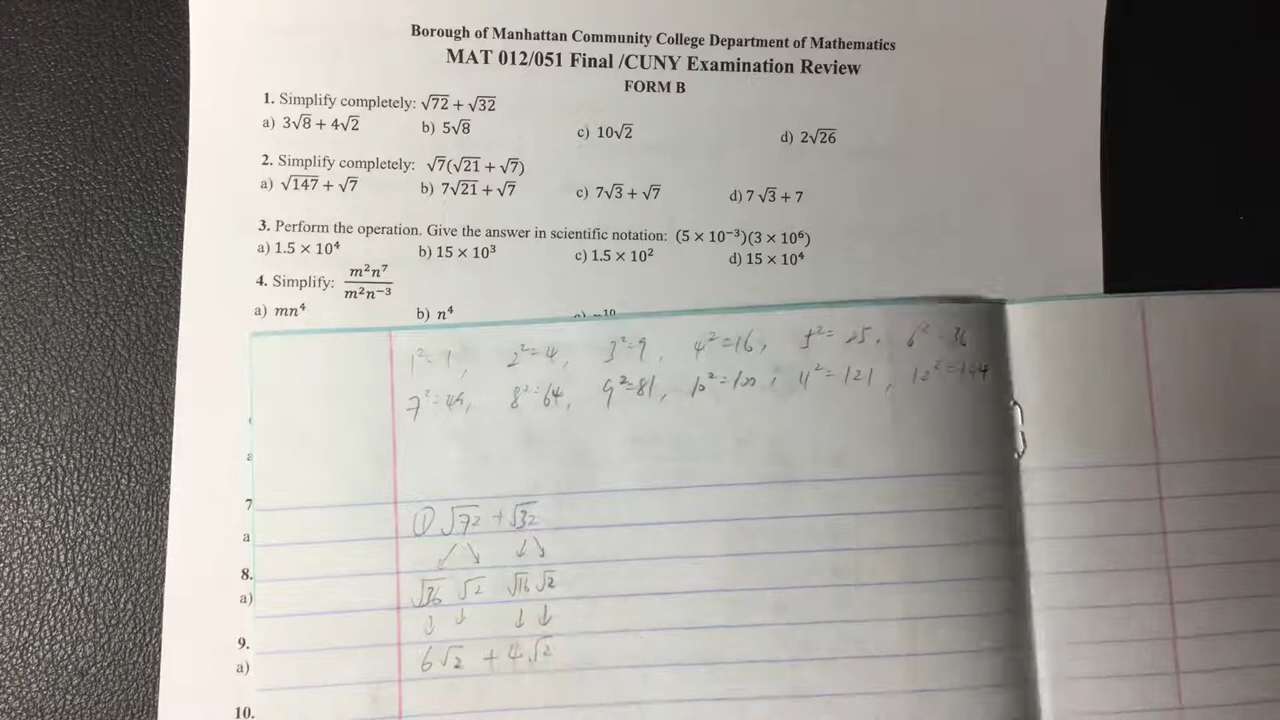 Borough of Manhattan Community College Department of Mathematics
MAT 012/051 Final /CUNY Examination Review
FORM B
1. Simplify completely: √72 + √32
a) 3√8 + 4√2 b) 5√8 c) 10√2 d) 2√26
2. Simplify completely: √7(√21 + √7)
a) √147 + √7 b) 7√21 + √7 c) 7√3 + √7 d) 7 √3 + 7
3. Perform the operation. Give the answer in scientific notation: (5 × 10⁻³)(3 × 10⁶)
a) 1.5 × 10⁴ b) 15 × 10³ c) 1.5 × 10² d) 15 × 10⁴
4. Simplify: m²n⁷/m²n⁻³
a) mn⁴ b) n⁴
1²=1, 2²=4, 3²=9, 4²=16, 5²=25, 6²=36
7²=49, 8²=64, 9²=81, 10²=100, 11²=121, 12²=144
7
① √72 + √32
a
8. √36 √2 √16 √2
a)
9.
6√2 + 4√2
a)
10.